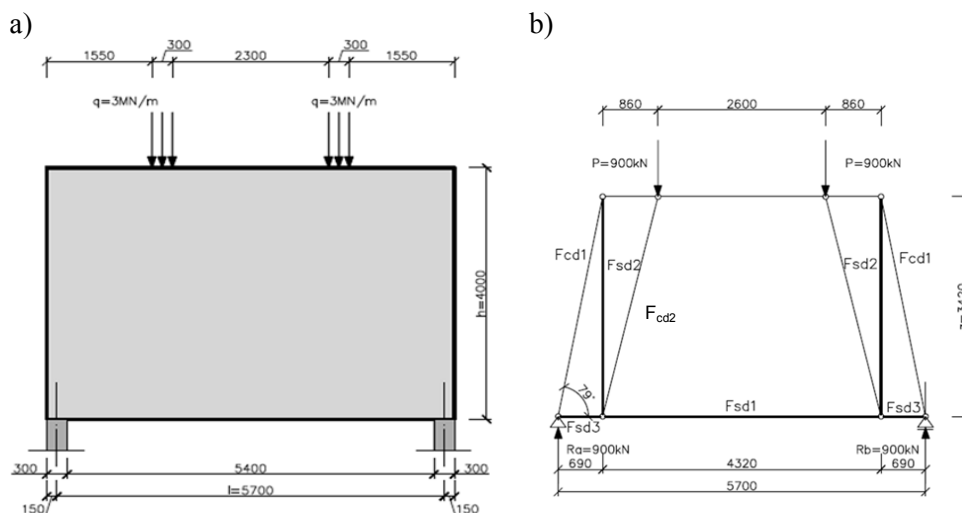 a)
300
300
1550
2300
1550
q=3MN/m
q=3MN/m
h=4000
300
5400
300
l=5700
150
150
b)
860
2600
860
P=900kN
P=900kN
Fcd1
Fsd2
Fsd2
Fcd1
Fcd2
z=3420
79°
Fsd1
Fsd3
Fsd3
Ra=900kN
Rb=900kN
690
4320
690
5700